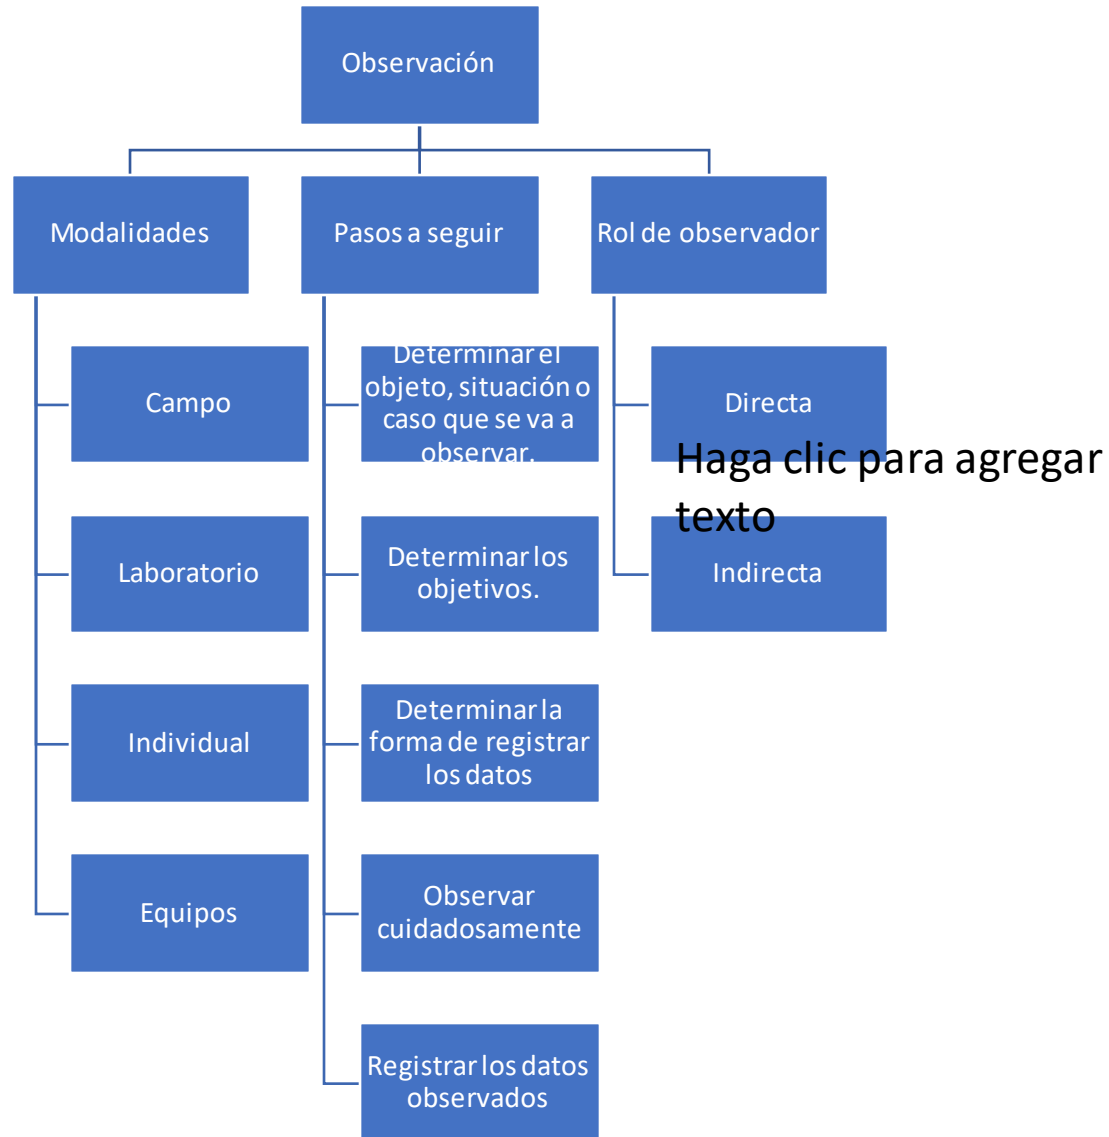 Observación
Modalidades
Pasos a seguir
Rol de observador
Campo
Laboratorio
Individual
Equipos
Determinar el
objeto, situación o
caso que se va a
observar.
Determinar los
objetivos.
Determinar la
forma de registrar
los datos
Observar
cuidadosamente
Registrar los datos
observados
Directa
Indirecta
Haga clic para agregar
texto